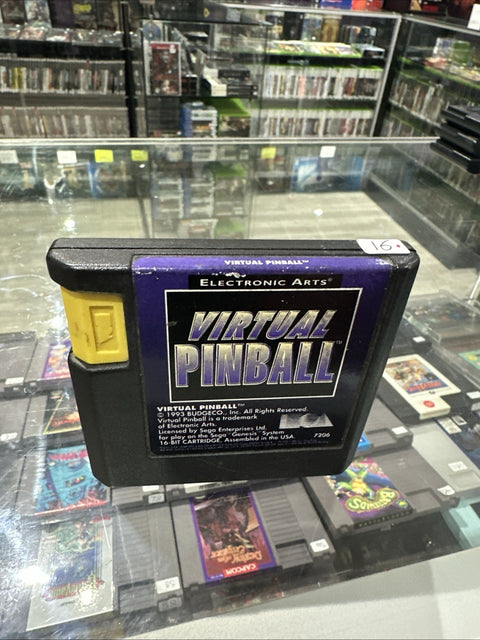 16.
VIRTUAL PINBALL™
ELECTRONIC ARTS®
VIRTUAL
PINBALL™
VIRTUAL PINBALL™
© 1993 BUDGECO., Inc. All Rights Reserved.
Virtual Pinball is a trademark
of Electronic Arts.
Licensed by Sega Enterprises Ltd.
for play on the Sega™ Genesis™ System
16-BIT CARTRIDGE. Assembled in the USA.
7206
CAPCOM